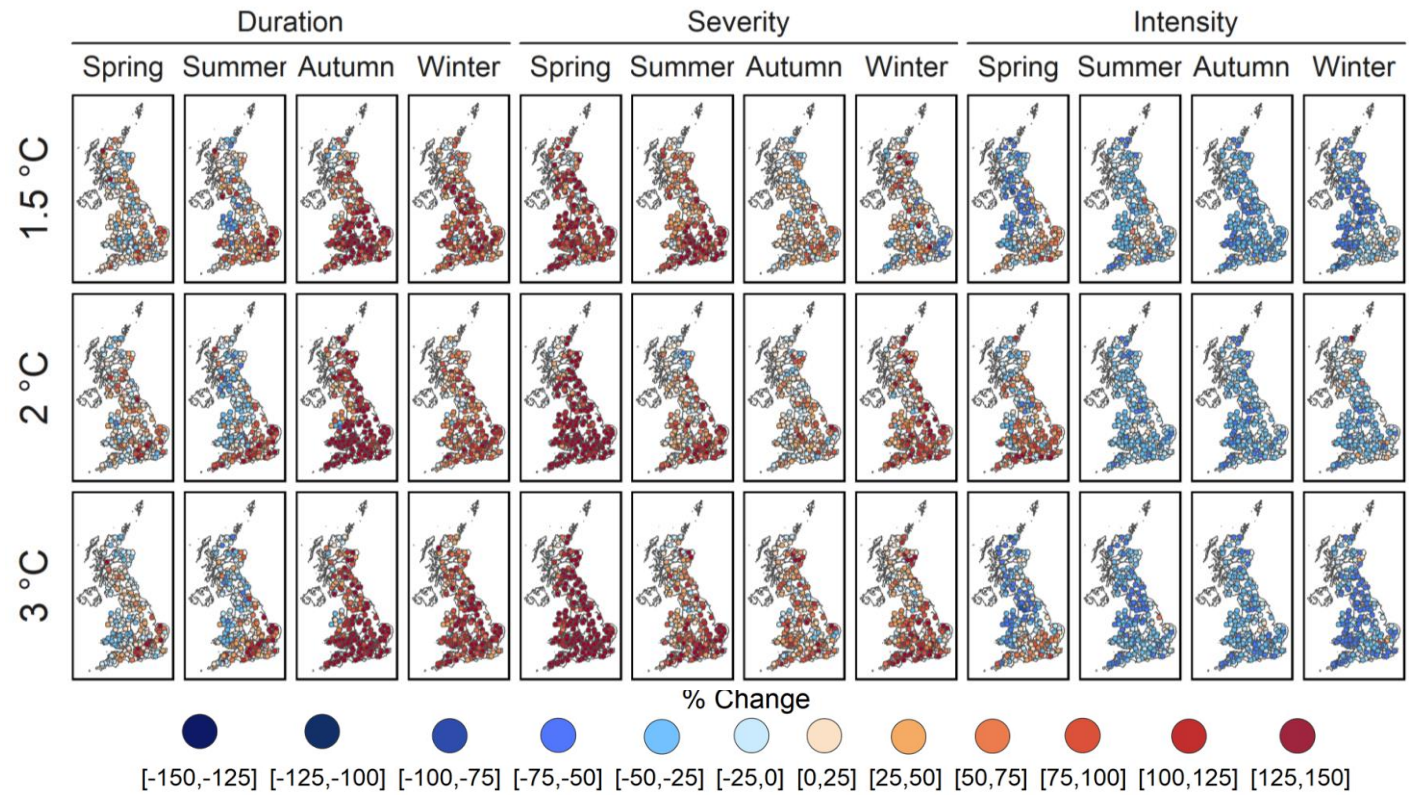 Duration Severity Intensity
Spring Summer Autumn Winter Spring Summer Autumn Winter Spring Summer Autumn Winter
1.5 °C
2 °C
3 °C
% Change
[-150,-125] [-125,-100] [-100,-75] [-75,-50] [-50,-25] [-25,0] [0,25] [25,50] [50,75] [75,100] [100,125] [125,150]